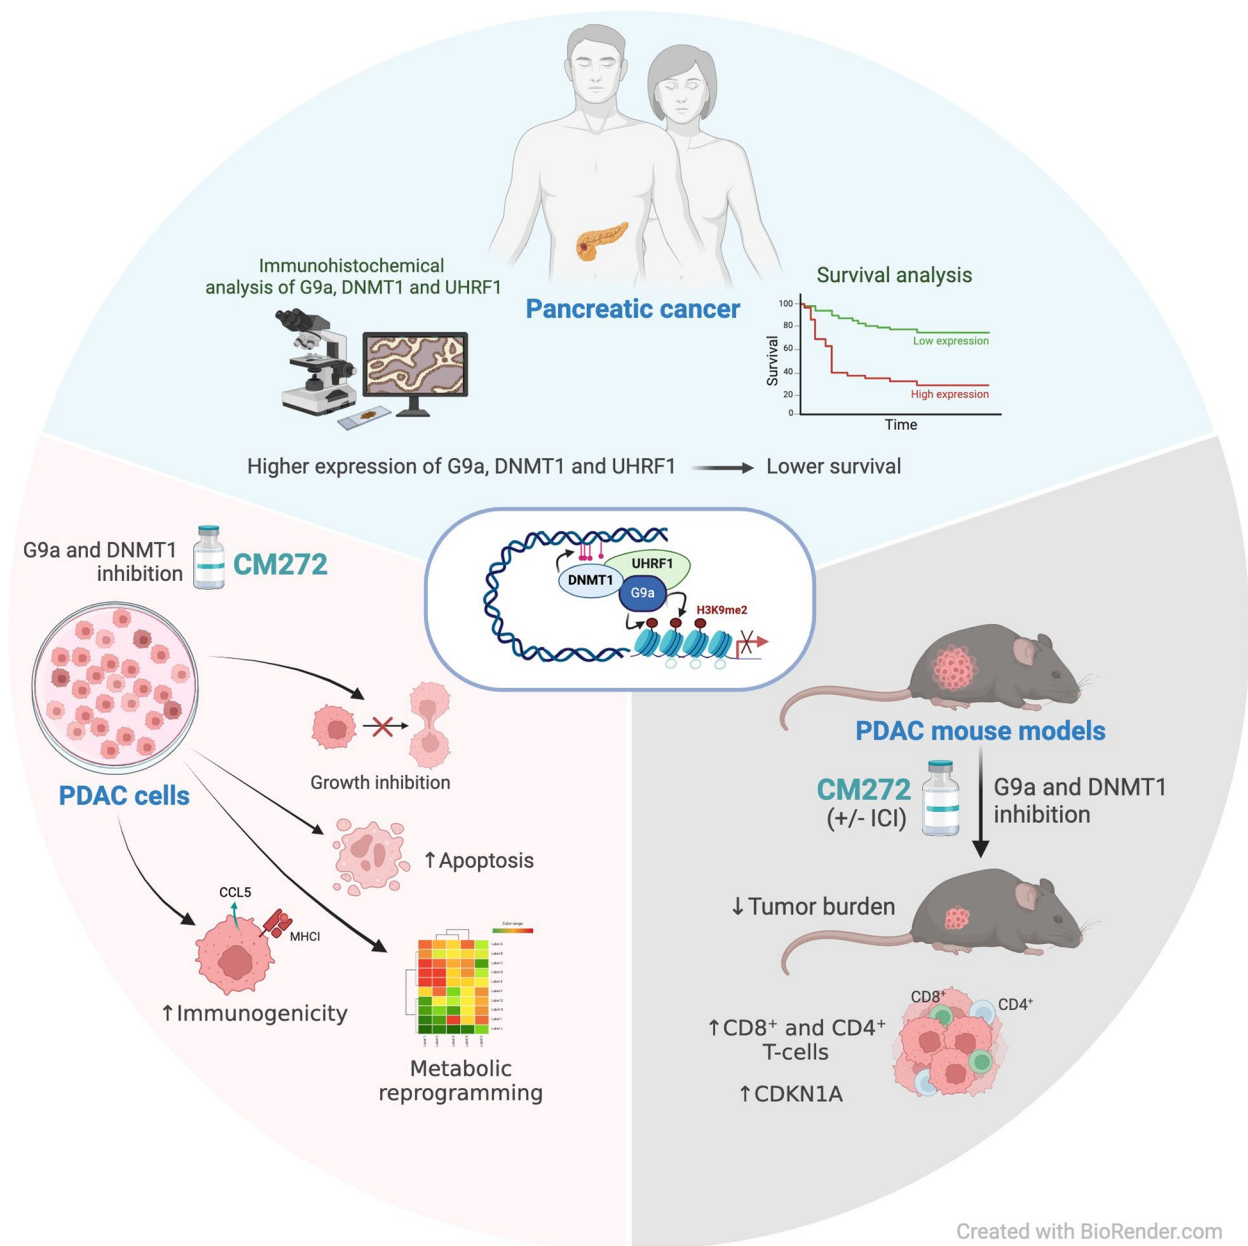 Immunohistochemical
analysis of G9a, DNMT1 and UHRF1
Pancreatic cancer
Survival analysis
Survival
100
80
60
40
20
0
Low expression
High expression
Time
Higher expression of G9a, DNMT1 and UHRF1
Lower survival
G9a and DNMT1
inhibition
CM272
DNMT1
UHRF1
G9a
H3K9me2
PDAC cells
Growth inhibition
↑Apoptosis
CCL5
MHCI
↑Immunogenicity
Color range
Metabolic
reprogramming
PDAC mouse models
CM272
(+/- ICI)
G9a and DNMT1
inhibition
↓Tumor burden
CD8⁺
CD4⁺
↑CD8⁺ and CD4⁺
T-cells
↑CDKN1A
Created with BioRender.com